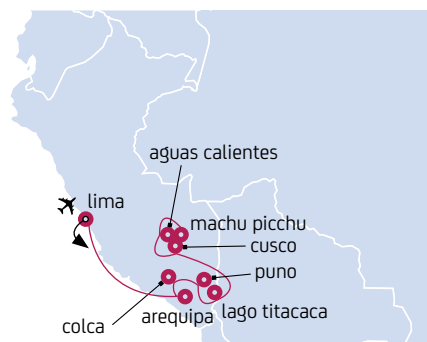 aguas calientes
lima
machu picchu
cusco
puno
colca
arequipa
lago titacaca